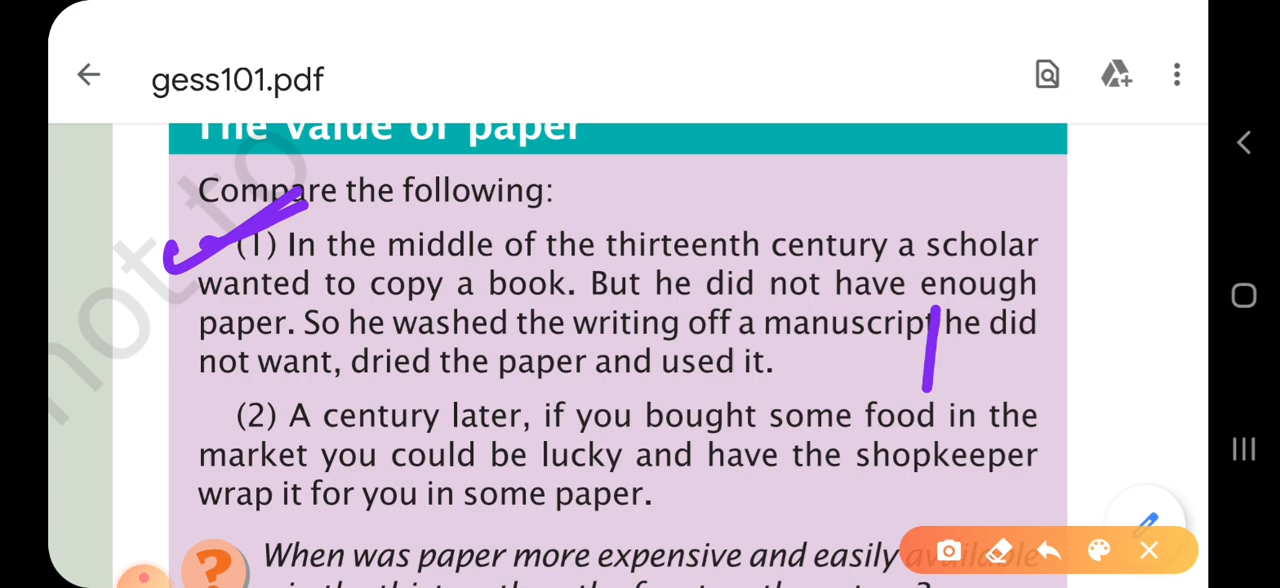 gess101.pdf
The value of paper
Compare the following:
(1) In the middle of the thirteenth century a scholar
wanted to copy a book. But he did not have enough
paper. So he washed the writing off a manuscript he did
not want, dried the paper and used it.
(2) A century later, if you bought some food in the
market you could be lucky and have the shopkeeper
wrap it for you in some paper.
? When was paper more expensive and easily available
not to